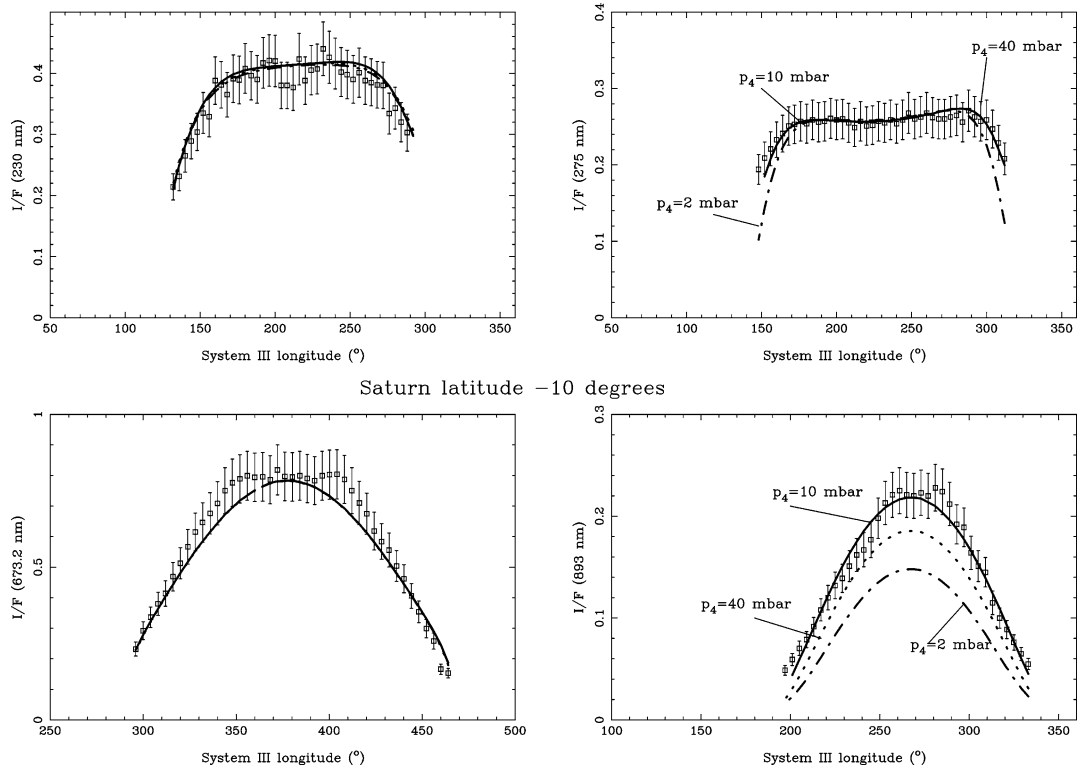 0.4
0.3
0.2
0.1
0
I/F (230 nm)
50 100 150 200 250 300 350
System III longitude (°)
0.4
0.3
0.2
0.1
0
I/F (275 nm)
p4=40 mbar
p4=10 mbar
p4=2 mbar
50 100 150 200 250 300 350
System III longitude (°)
Saturn latitude −10 degrees
1
0.5
0
I/F (673.2 nm)
250 300 350 400 450 500
System III longitude (°)
0.3
0.2
0.1
0
I/F (893 nm)
p4=10 mbar
p4=40 mbar
p4=2 mbar
100 150 200 250 300 350
System III longitude (°)